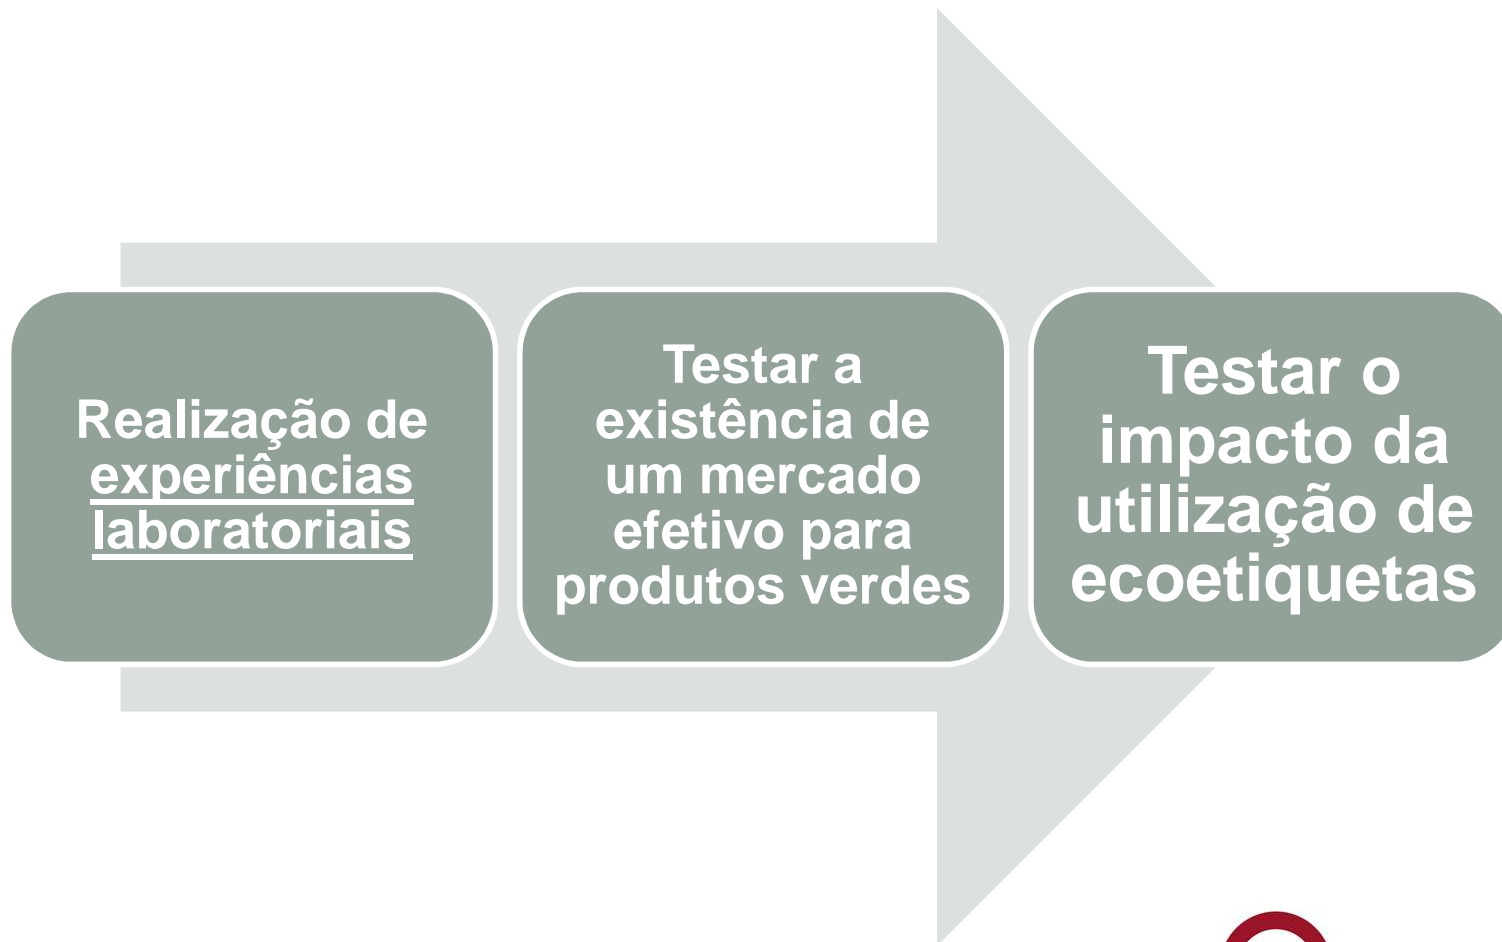 Realização de
experiências
laboratoriais
Testar a
existência de
um mercado
efetivo para
produtos verdes
Testar o
impacto da
utilização de
ecoetiquetas